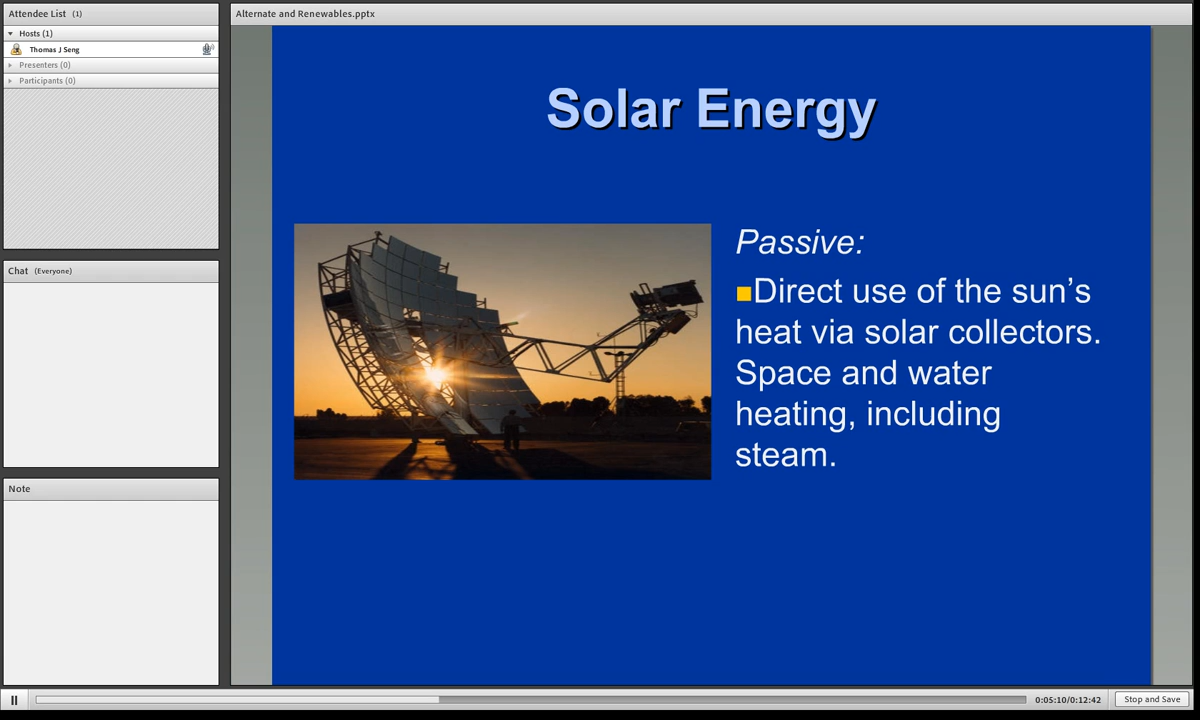 Attendee List (1)
Hosts (1)
Thomas J Seng
Presenters (0)
Participants (0)
Chat (Everyone)
Note
Alternate and Renewables.pptx
Solar Energy
Passive:
Direct use of the sun’s
heat via solar collectors.
Space and water
heating, including
steam.
0:05:10/0:12:42
Stop and Save